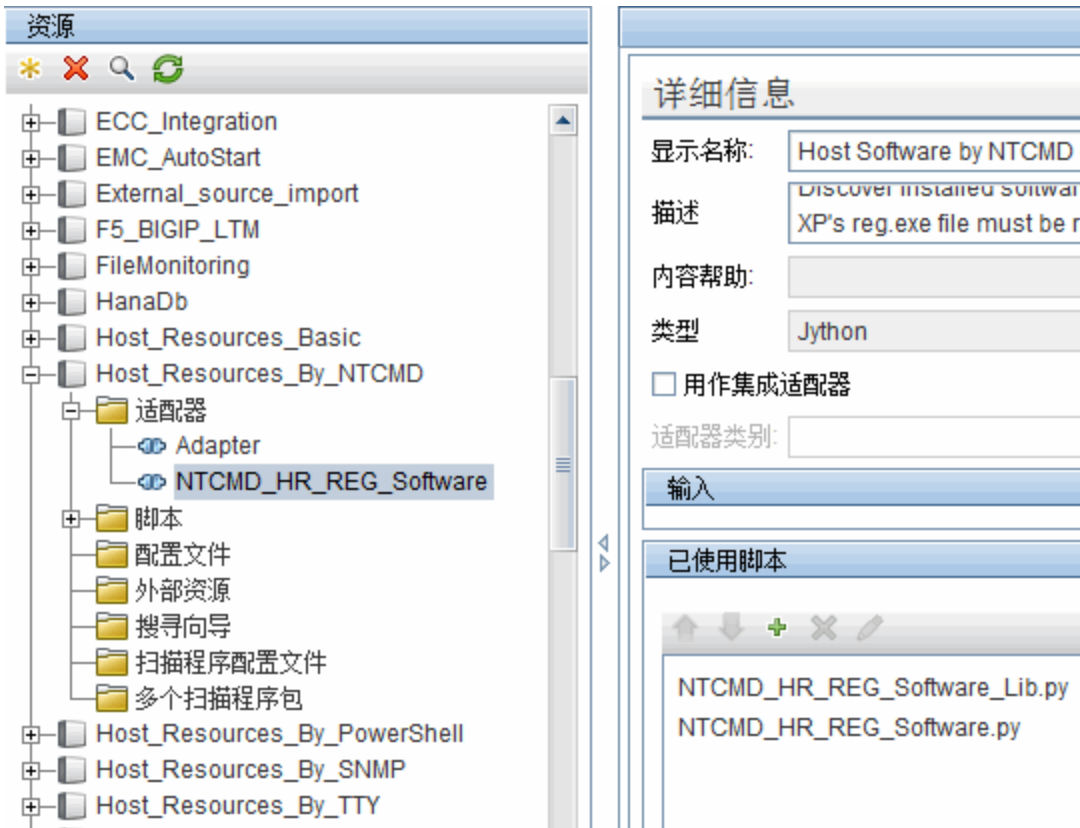 资源
ECC_Integration
EMC_AutoStart
External_source_import
F5_BIGIP_LTM
FileMonitoring
HanaDb
Host_Resources_Basic
Host_Resources_By_NTCMD
适配器
Adapter
NTCMD_HR_REG_Software
脚本
配置文件
外部资源
搜寻向导
扫描程序配置文件
多个扫描程序包
Host_Resources_By_PowerShell
Host_Resources_By_SNMP
Host_Resources_By_TTY
详细信息
显示名称: Host Software by NTCMD
描述
Discover installed softwar
XP's reg.exe file must be r
内容帮助:
类型 Jython
用作集成适配器
适配器类别:
输入
已使用脚本
NTCMD_HR_REG_Software_Lib.py
NTCMD_HR_REG_Software.py